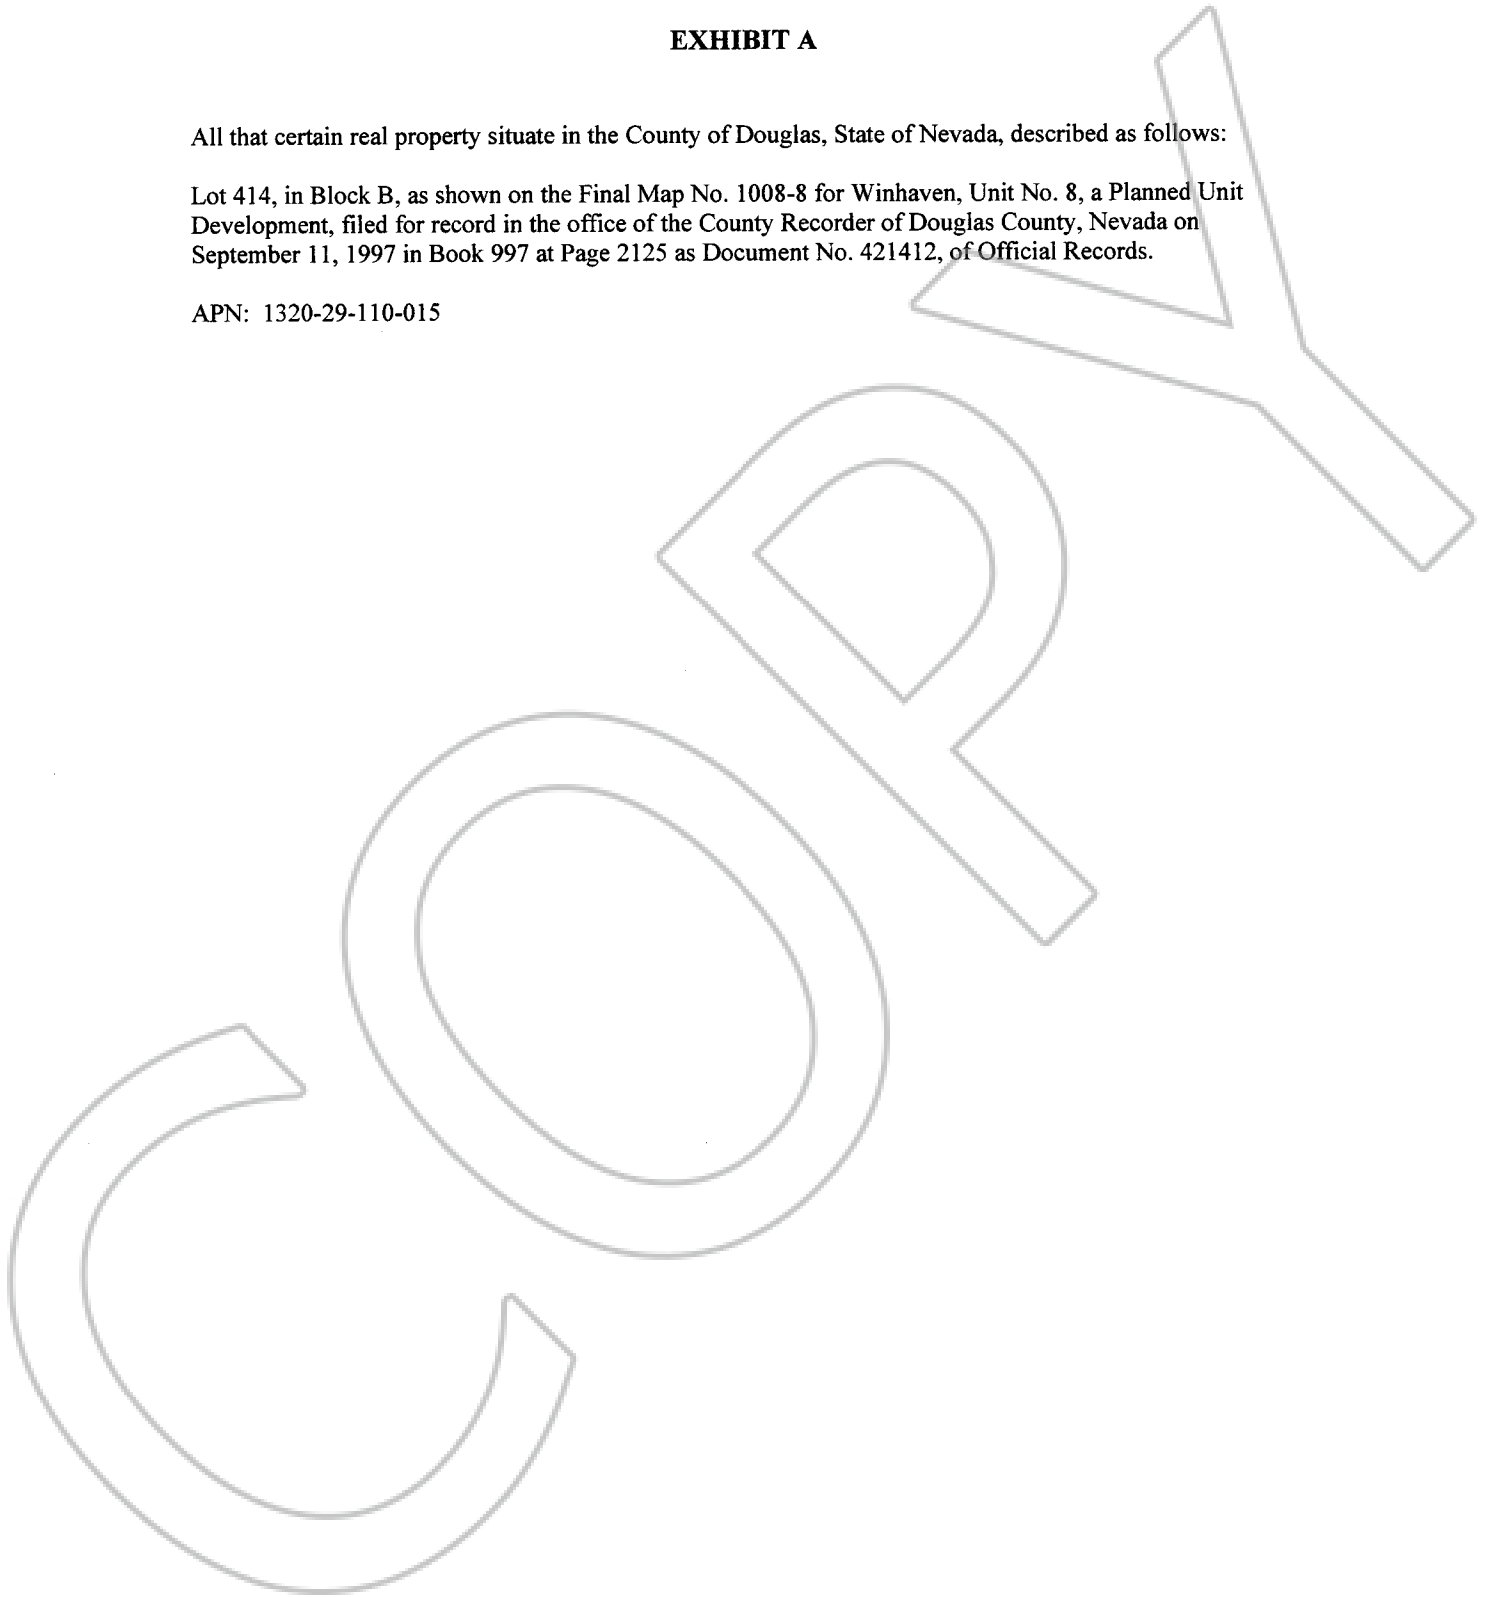 EXHIBIT A
All that certain real property situate in the County of Douglas, State of Nevada, described as follows:
Lot 414, in Block B, as shown on the Final Map No. 1008-8 for Winhaven, Unit No. 8, a Planned Unit
Development, filed for record in the office of the County Recorder of Douglas County, Nevada on
September 11, 1997 in Book 997 at Page 2125 as Document No. 421412, of Official Records.
APN: 1320-29-110-015
COPY